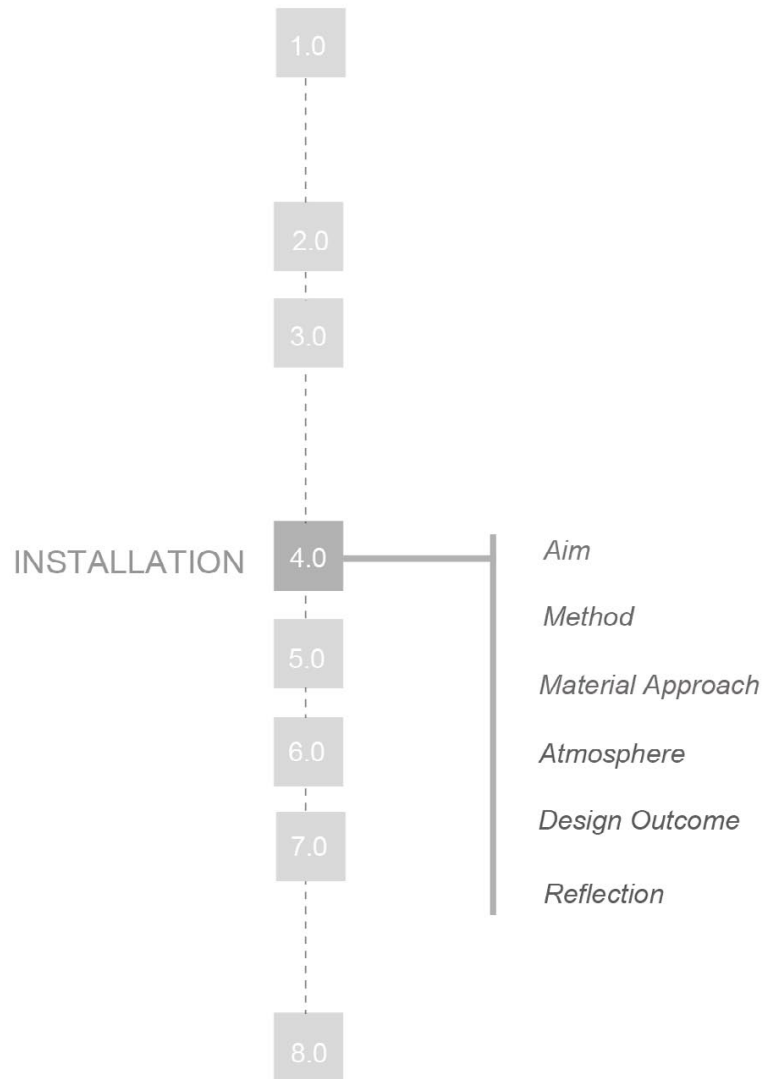 1.0
2.0
3.0
INSTALLATION
4.0
Aim
Method
Material Approach
Atmosphere
Design Outcome
Reflection
5.0
6.0
7.0
8.0